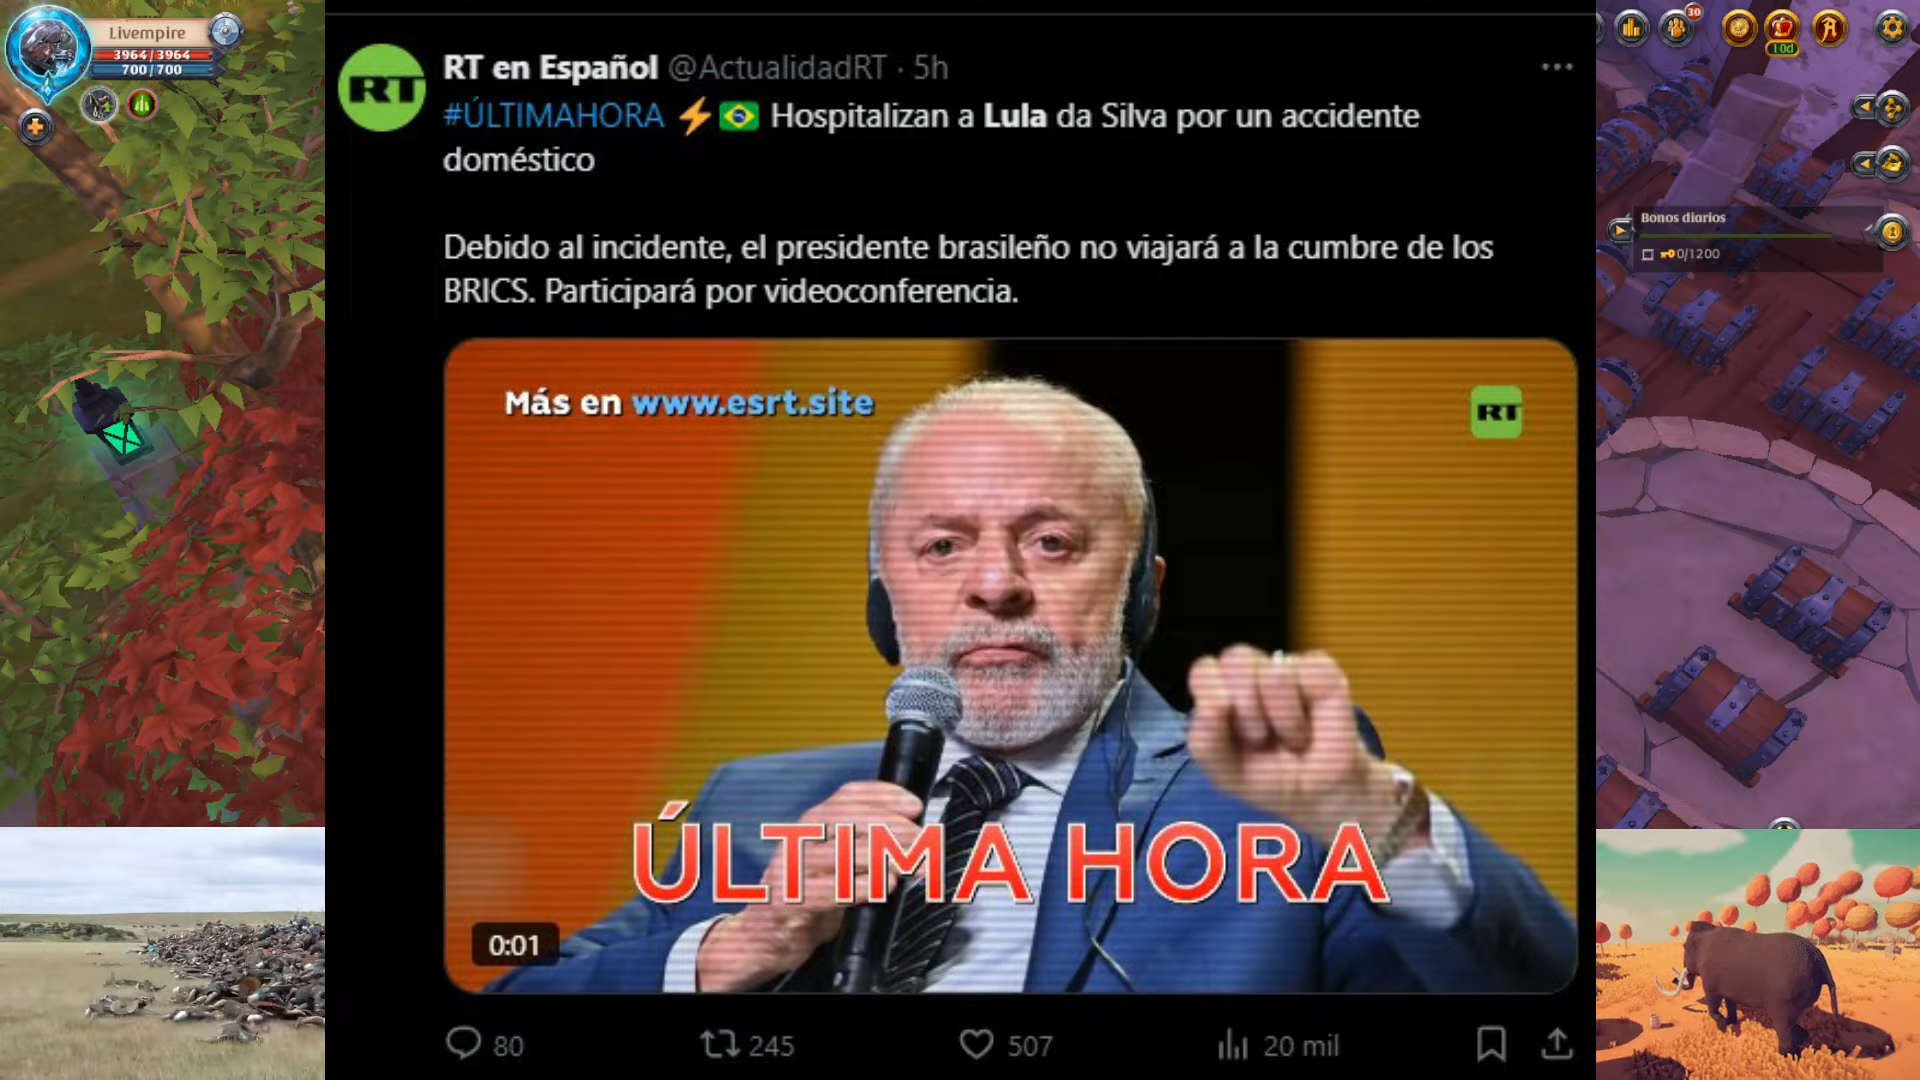 Livempire
3964/3964
700/700
RT
RT en Español @ActualidadRT · 5h
#ÚLTIMAHORA ⚡🇧🇷 Hospitalizan a Lula da Silva por un accidente
doméstico
Debido al incidente, el presidente brasileño no viajará a la cumbre de los
BRICS. Participará por videoconferencia.
Más en www.esrt.site
RT
ÚLTIMA HORA
0:01
80
245
507
20 mil
30
10d
Bonos diarios
0/1200